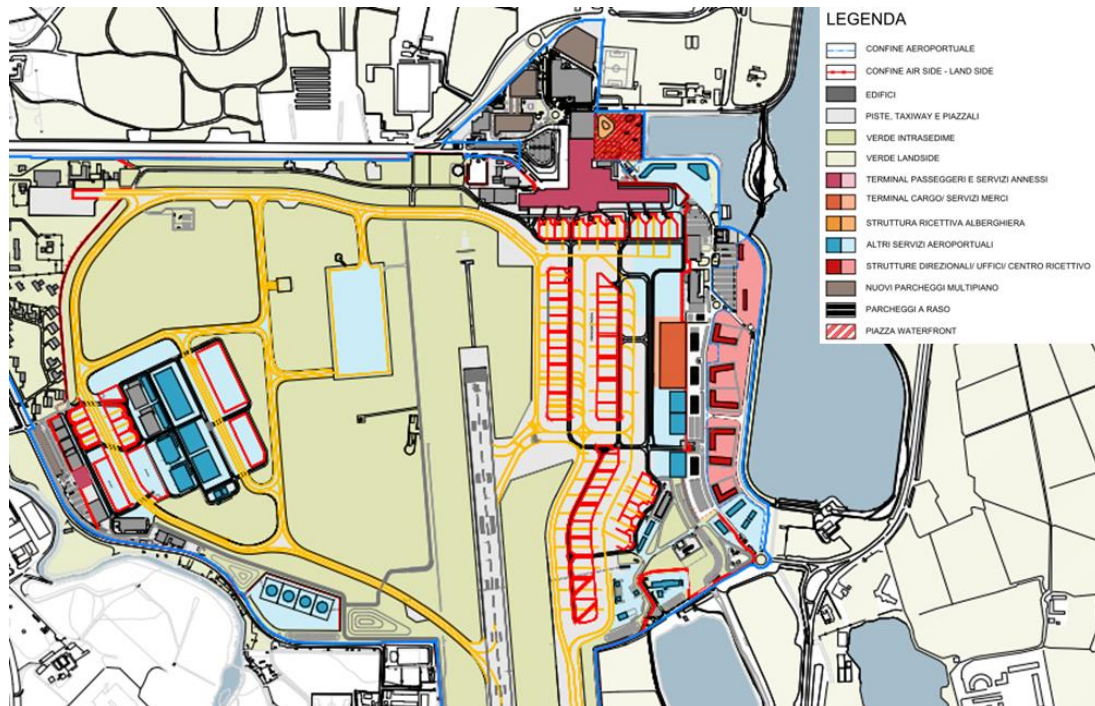 LEGENDA
CONFINE AEROPORTUALE
CONFINE AIR SIDE - LAND SIDE
EDIFICI
PISTE, TAXIWAY E PIAZZALI
VERDE INTRASEDIME
VERDE LANDSIDE
TERMINAL PASSEGGERI E SERVIZI ANNESSI
TERMINAL CARGO/ SERVIZI MERCI
STRUTTURA RICETTIVA ALBERGHIERA
ALTRI SERVIZI AEROPORTUALI
STRUTTURE DIREZIONALI/ UFFICI/ CENTRO RICETTIVO
NUOVI PARCHEGGI MULTIPIANO
PARCHEGGI A RASO
PIAZZA WATERFRONT